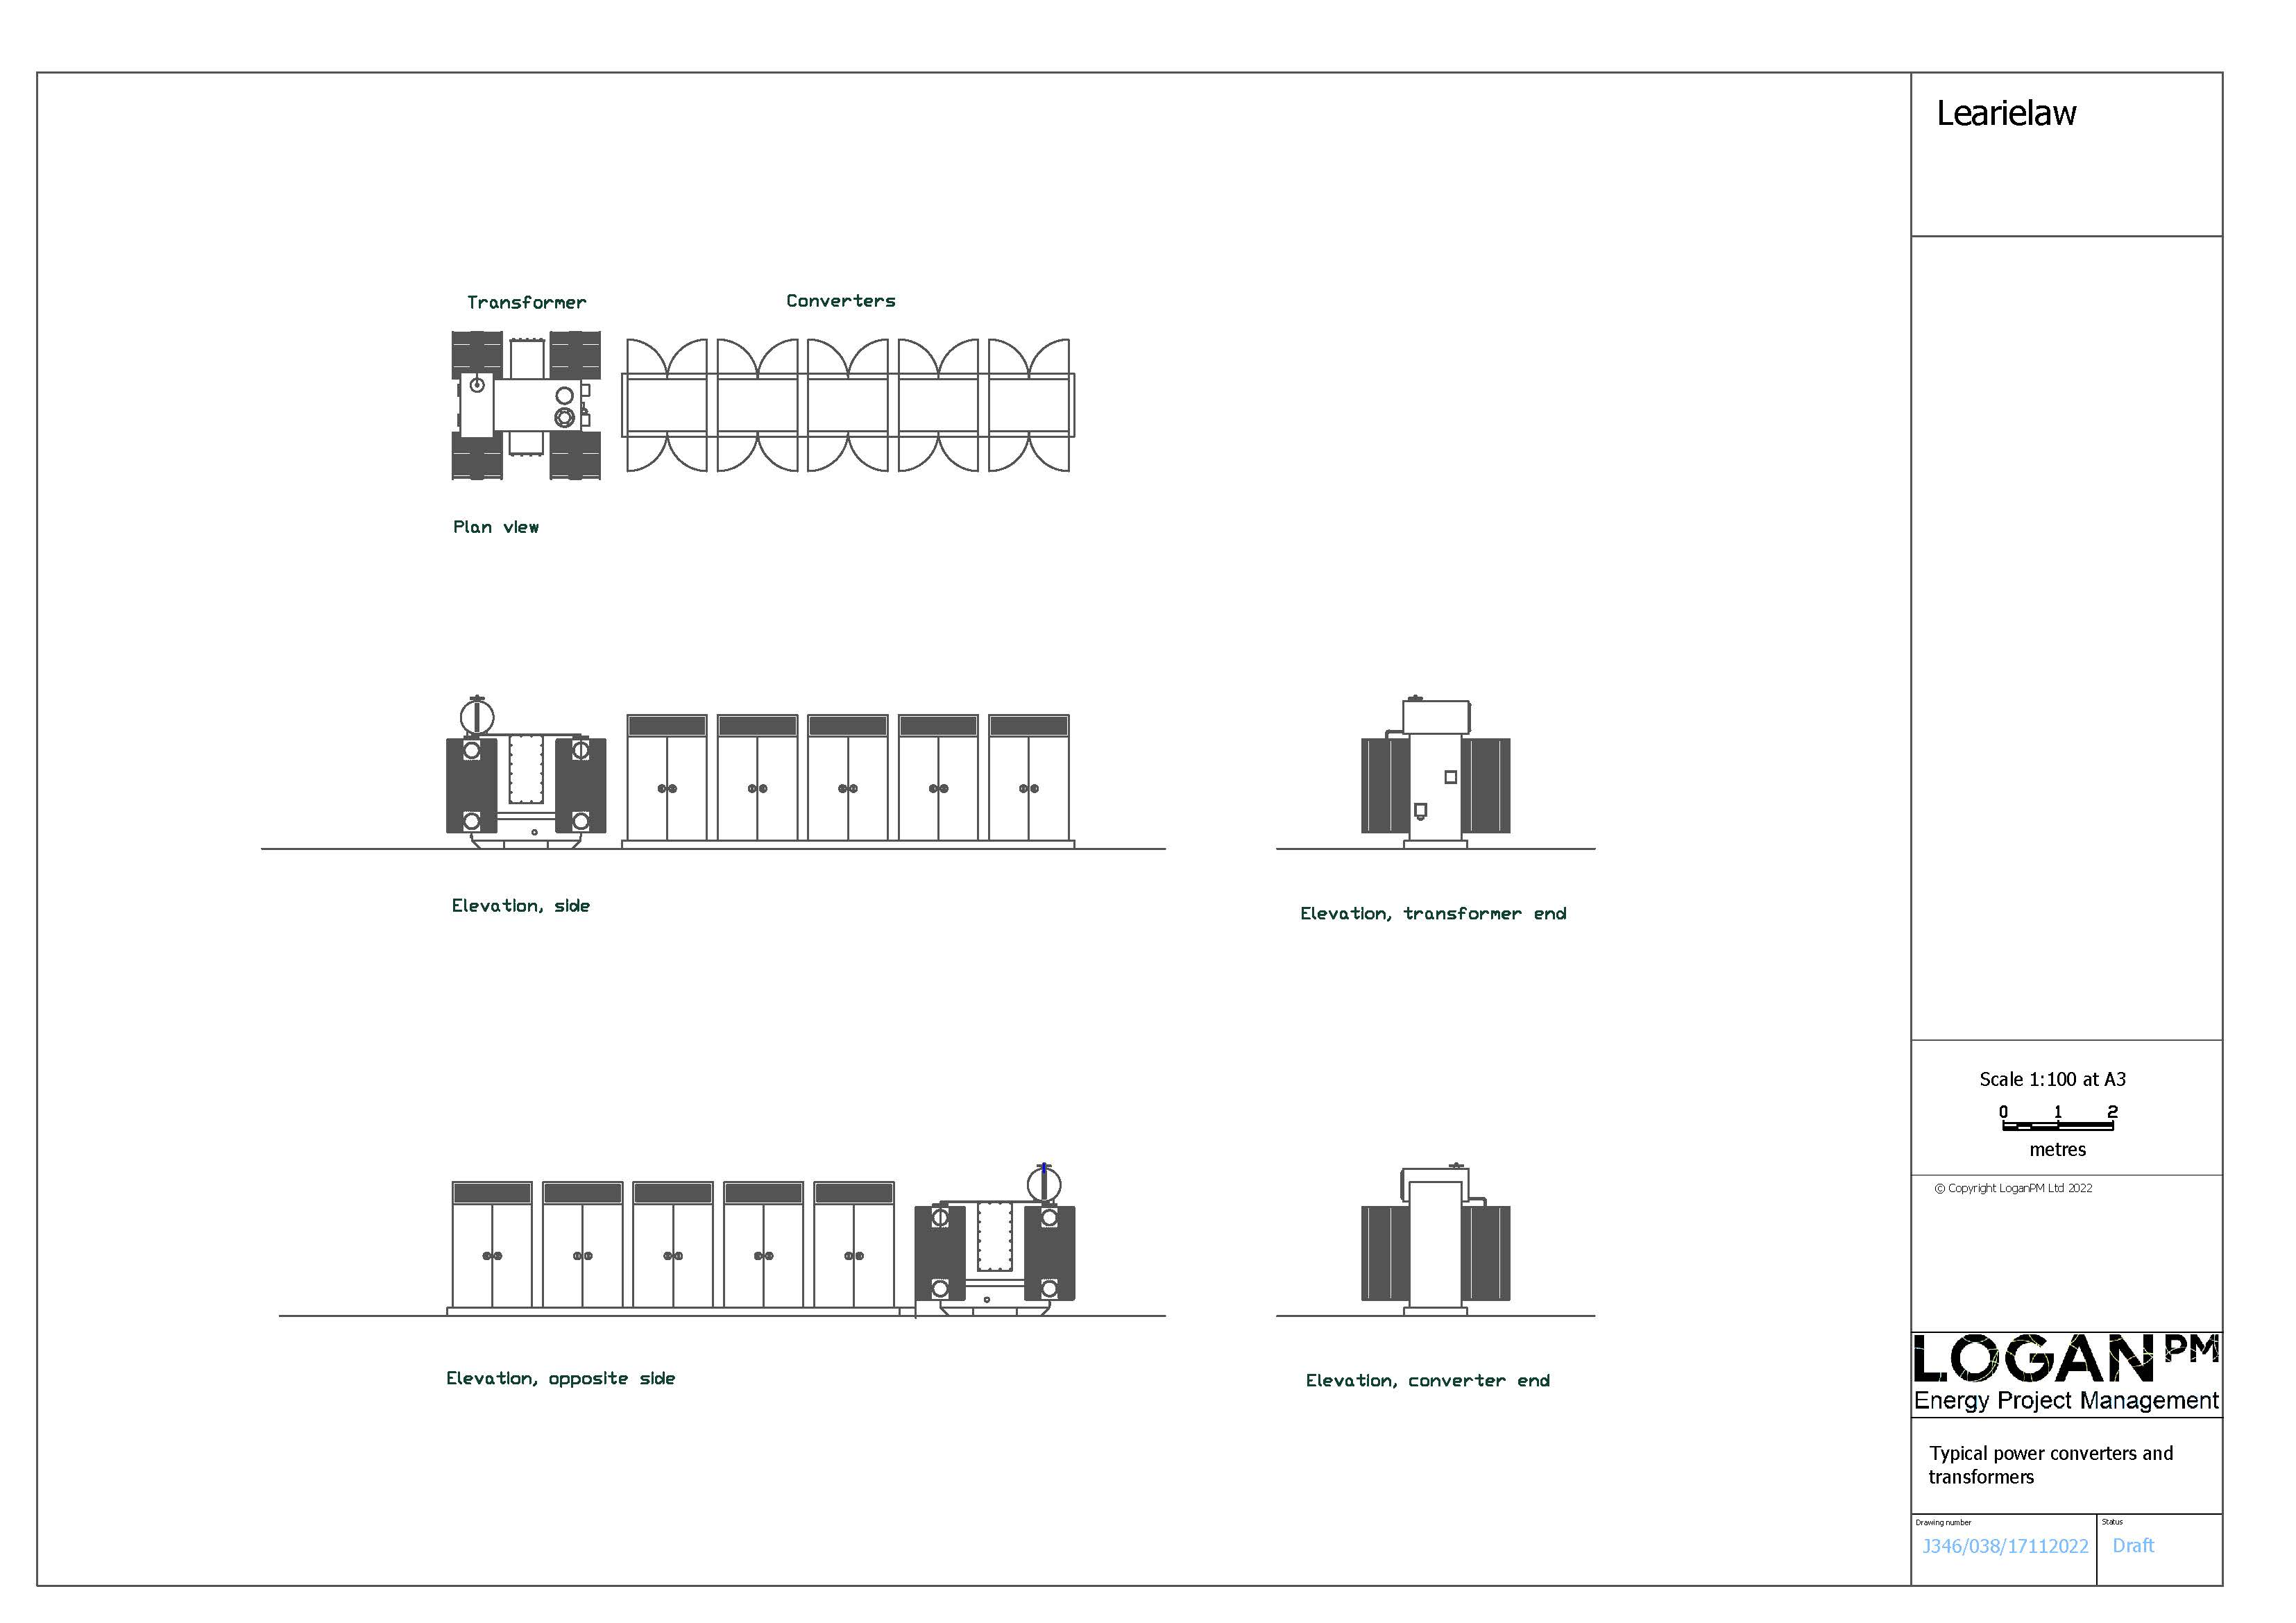 Learielaw
Transformer
Converters
Plan view
Elevation, side
Elevation, transformer end
Elevation, opposite side
Elevation, converter end
Scale 1:100 at A3
0 1 2
metres
© Copyright LoganPM Ltd 2022
LOGAN PM
Energy Project Management
Typical power converters and
transformers
Drawing number
J346/038/17112022
Status
Draft